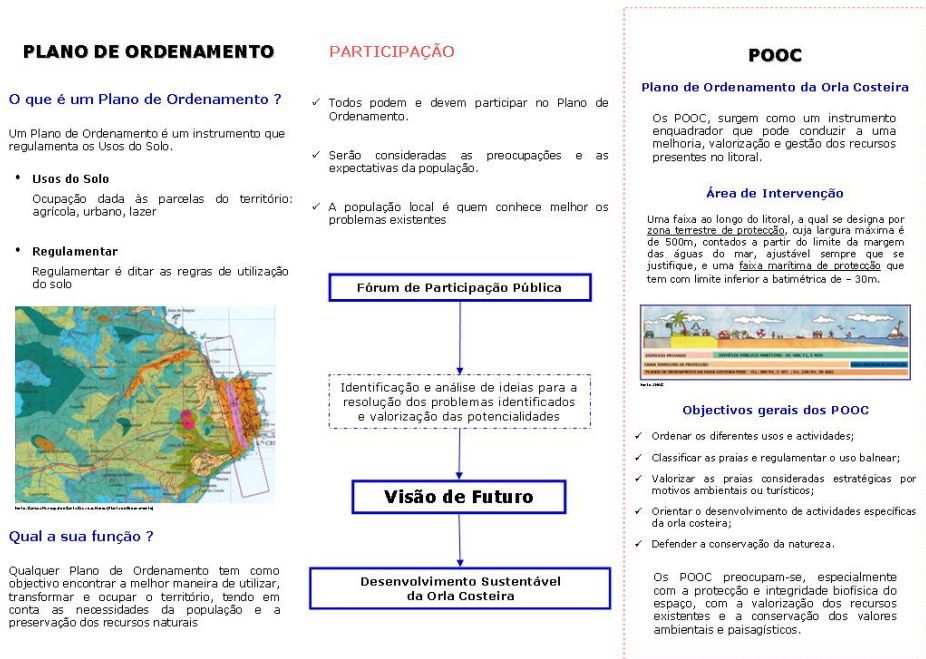 PLANO DE ORDENAMENTO
O que é um Plano de Ordenamento ?
Um Plano de Ordenamento é um instrumento que
regulamenta os Usos do Solo.
• Usos do Solo
Ocupação dada às parcelas do território:
agrícola, urbano, lazer
• Regulamentar
Regulamentar é ditar as regras de utilização
do solo
Qual a sua função ?
Qualquer Plano de Ordenamento tem como
objectivo encontrar a melhor maneira de utilizar,
transformar e ocupar o território, tendo em
conta as necessidades da população e a
preservação dos recursos naturais
PARTICIPAÇÃO
✓ Todos podem e devem participar no Plano de
Ordenamento.
✓ Serão consideradas as preocupações e as
expectativas da população.
✓ A população local é quem conhece melhor os
problemas existentes
Fórum de Participação Pública
Identificação e análise de ideias para a
resolução dos problemas identificados
e valorização das potencialidades
Visão de Futuro
Desenvolvimento Sustentável
da Orla Costeira
POOC
Plano de Ordenamento da Orla Costeira
Os POOC, surgem como um instrumento
enquadrador que pode conduzir a uma
melhoria, valorização e gestão dos recursos
presentes no litoral.
Área de Intervenção
Uma faixa ao longo do litoral, a qual se designa por
zona terrestre de protecção, cuja largura máxima é
de 500m, contados a partir do limite da margem
das águas do mar, ajustável sempre que se
justifique, e uma faixa marítima de protecção que
tem com limite inferior a batimétrica de – 30m.
DOMÍNIO PRIVADO
Objectivos gerais dos POOC
✓ Ordenar os diferentes usos e actividades;
✓ Classificar as praias e regulamentar o uso balnear;
✓ Valorizar as praias consideradas estratégicas por
motivos ambientais ou turísticos;
✓ Orientar o desenvolvimento de actividades específicas
da orla costeira;
✓ Defender a conservação da natureza.
Os POOC preocupam-se, especialmente
com a protecção e integridade biofísica do
espaço, com a valorização dos recursos
existentes e a conservação dos valores
ambientais e paisagísticos.